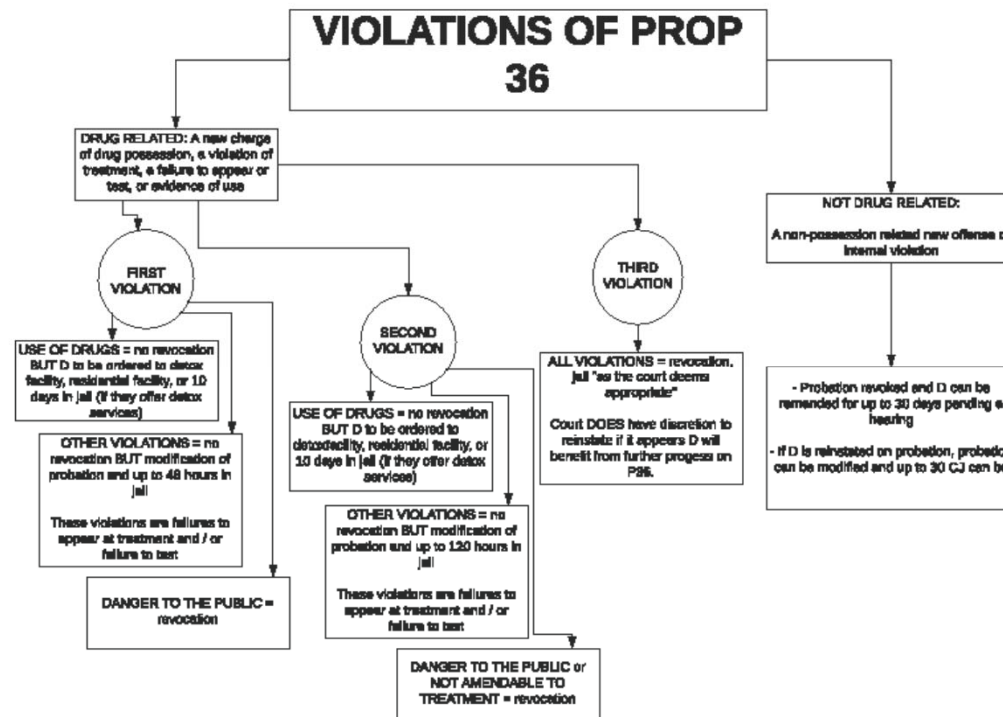 VIOLATIONS OF PROP
36
DRUG RELATED: A new charge
of drug possession, a violation of
treatment, a failure to appear or
test, or evidence of use
NOT DRUG RELATED:
A non-possession related new offense
internal violation
FIRST
VIOLATION
SECOND
VIOLATION
THIRD
VIOLATION
USE OF DRUGS = no revocation
BUT D to be ordered to detox
facility, residential facility, or 10
days in jail (if they offer detox
services)
OTHER VIOLATIONS = no
revocation BUT modification of
probation and up to 48 hours in
jail
These violations are failures to
appear at treatment and / or
failure to test
DANGER TO THE PUBLIC =
revocation
USE OF DRUGS = no revocation
BUT D to be ordered to
detoxfacility, residential facility, or
10 days in jail (if they offer detox
services)
OTHER VIOLATIONS = no
revocation BUT modification of
probation and up to 120 hours in
jail
These violations are failures to
appear at treatment and / or
failure to test
DANGER TO THE PUBLIC or
NOT AMENDABLE TO
TREATMENT = revocation
ALL VIOLATIONS = revocation,
jail "as the court deems
appropriate"
Court DOES have discretion to
reinstate if it appears D will
benefit from further progess on
P36.
- Probation revoked and D can be
remanded for up to 30 days pending
hearing
- If D is reinstated on probation,
can be modified and up to 30 CJ can